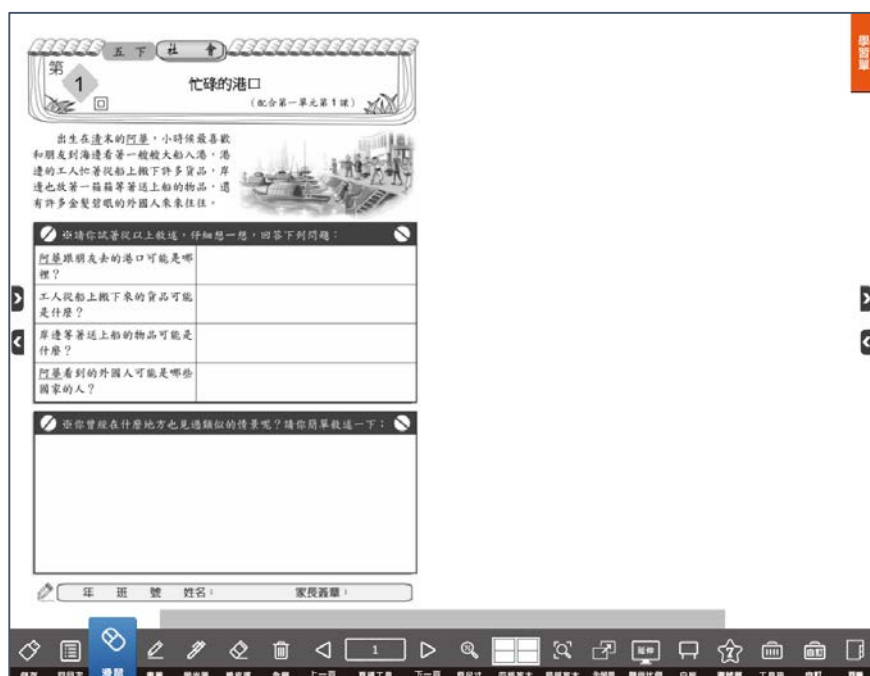 五下 社會
學習單
第1回
忙碌的港口
(配合第一單元第1課)
出生在清末的阿華,小時候最喜歡
和朋友到海邊看著一艘艘大船入港,港
邊的工人忙著從船上搬下許多貨品,岸
邊也放著一箱箱等著送上船的物品,還
有許多金髮碧眼的外國人來來往往。
※請你試著從以上敘述,仔細想一想,回答下列問題:
阿華跟朋友去的港口可能是哪
裡?
工人從船上搬下來的貨品可能
是什麼?
岸邊等著送上船的物品可能是
什麼?
阿華看到的外國人可能是哪些
國家的人?
※你曾經在什麼地方也見過類似的情景呢?請你簡單敘述一下:
年 班 號 姓名: 家長簽章:
1
延伸
7
自訂